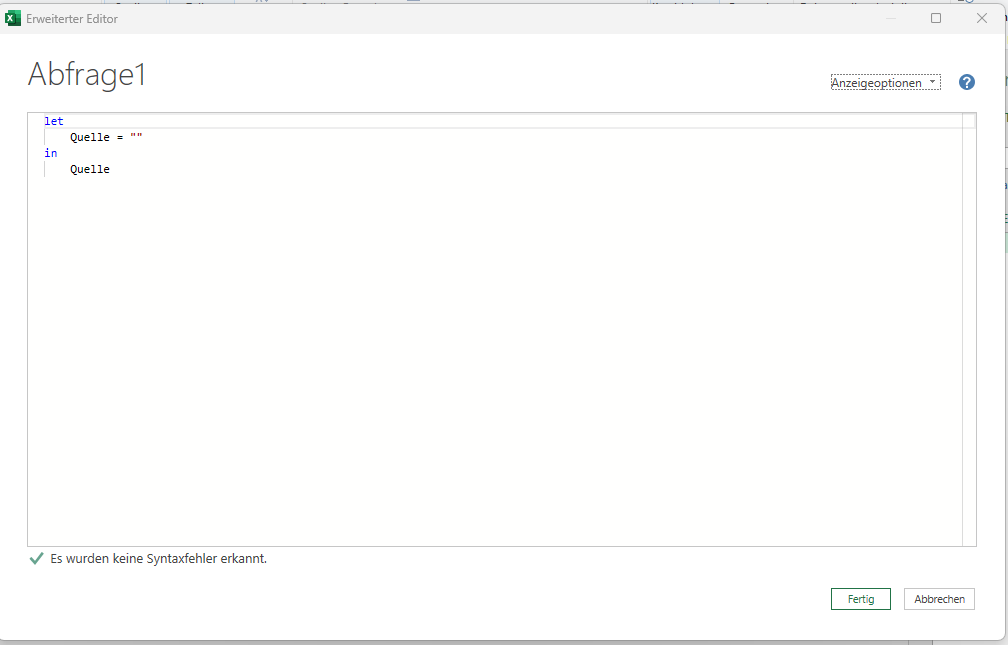 Erweiterter Editor
Abfrage1
Anzeigeoptionen
?
let
Quelle = ""
in
Quelle
Es wurden keine Syntaxfehler erkannt.
Fertig
Abbrechen